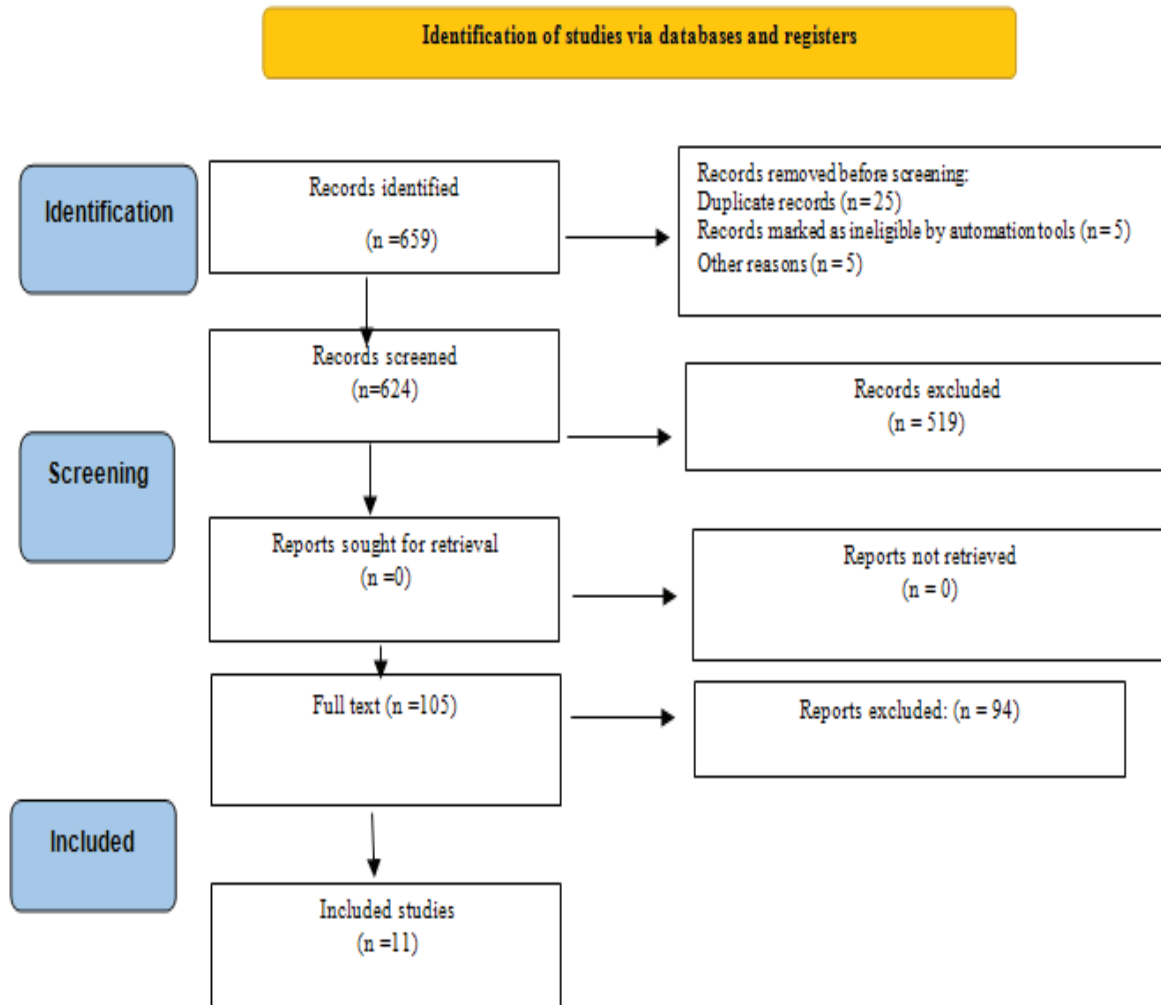 Identification of studies via databases and registers
Identification
Records identified
(n =659)
Records removed before screening:
Duplicate records (n= 25)
Records marked as ineligible by automation tools (n= 5)
Other reasons (n= 5)
Records screened
(n=624)
Records excluded
(n = 519)
Screening
Reports sought for retrieval
(n =0)
Reports not retrieved
(n = 0)
Full text (n =105)
Reports excluded: (n = 94)
Included
Included studies
(n =11)